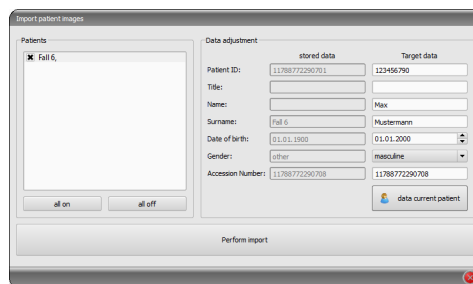 Import patient images
Patients
Fall 6,
all on
all off
Data adjustment
stored data Target data
Patient ID: 11788772290701 123456790
Title:
Name: Max
Surname: Fall 6 Mustermann
Date of birth: 01.01.1900 01.01.2000
Gender: other masculine
Accession Number: 11788772290708 11788772290708
data current patient
Perform import